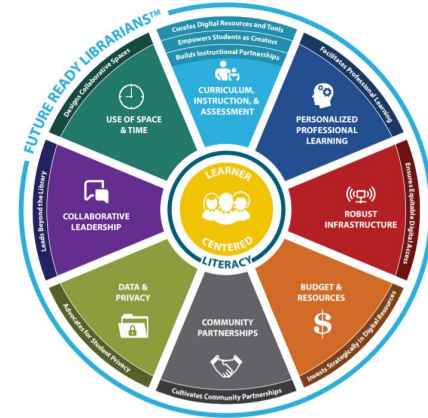 FUTURE READY LIBRARIANS™
Curates Digital Resources and Tools
Empowers Students as Creators
Builds Instructional Partnerships
CURRICULUM,
INSTRUCTION, &
ASSESSMENT
Facilitates Professional Learning
PERSONALIZED
PROFESSIONAL
LEARNING
Ensures Equitable Digital Access
ROBUST
INFRASTRUCTURE
Invests Strategically in Digital Resources
BUDGET &
RESOURCES
$
Cultivates Community Partnerships
COMMUNITY
PARTNERSHIPS
Advocates for Student Privacy
DATA &
PRIVACY
Leads Beyond the Library
COLLABORATIVE
LEADERSHIP
Designs Collaborative Spaces
USE OF SPACE
& TIME
LEARNER
CENTERED
LITERACY